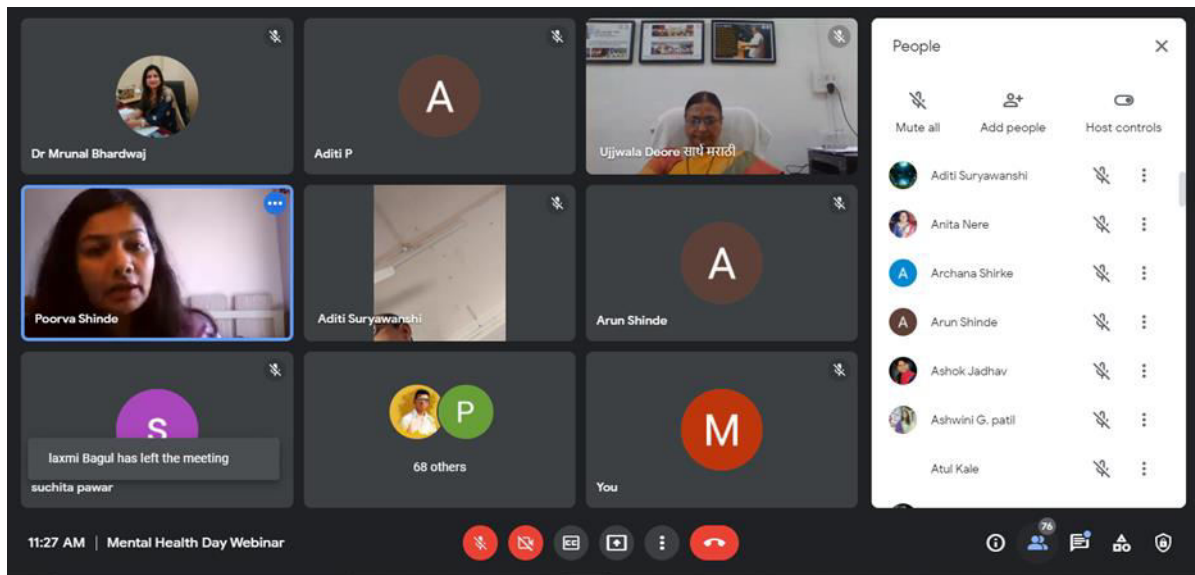 Dr Mrunal Bhardwaj
A
Aditi P
Ujjwala Deore सार्थ मराठी
Poorva Shinde
Aditi Suryawanshi
A
Arun Shinde
S
laxmi Bagul has left the meeting
suchita pawar
P
68 others
M
You
People
Mute all
Add people
Host controls
Aditi Suryawanshi
Anita Nere
A
Archana Shirke
A
Arun Shinde
Ashok Jadhav
Ashwini G. patil
Atul Kale
11:27 AM | Mental Health Day Webinar
CC
76